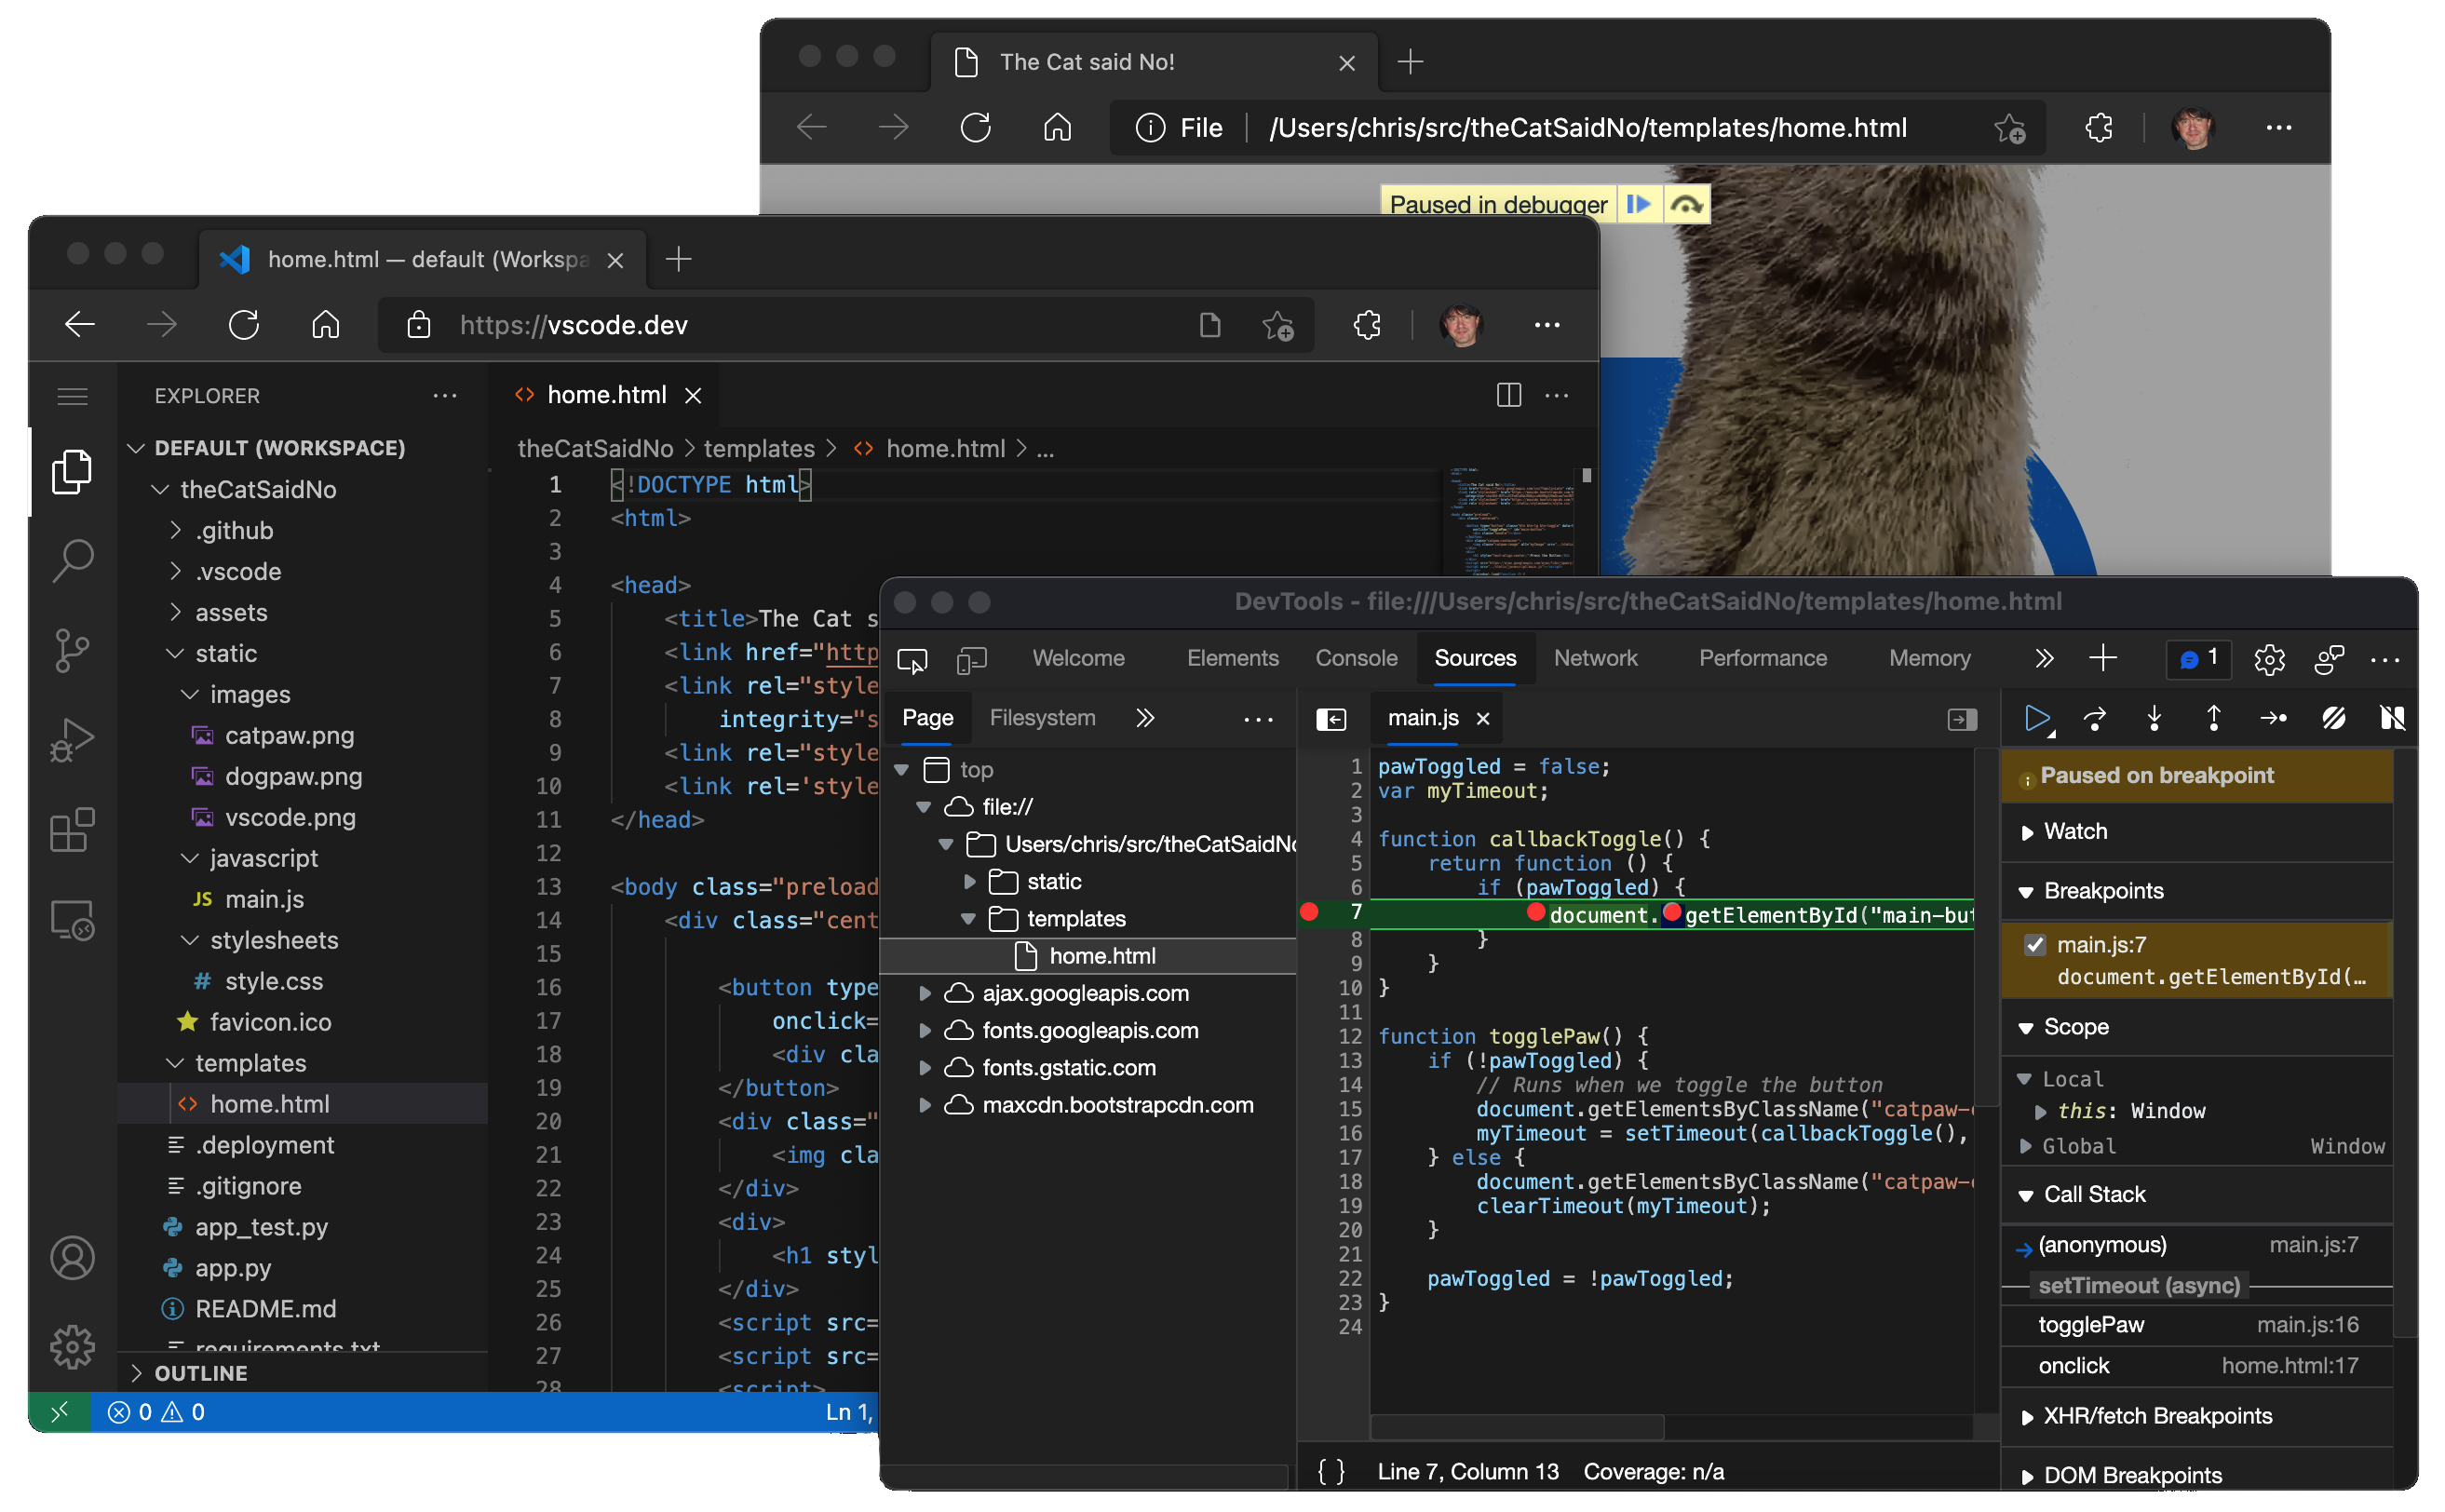 The Cat said No!
File
/Users/chris/src/theCatSaidNo/templates/home.html
Paused in debugger
home.html — default (Workspa
https://vscode.dev
EXPLORER
DEFAULT (WORKSPACE)
theCatSaidNo
.github
.vscode
assets
static
images
catpaw.png
dogpaw.png
vscode.png
javascript
JS main.js
stylesheets
# style.css
favicon.ico
templates
<> home.html
.deployment
.gitignore
app_test.py
app.py
README.md
requirements.txt
OUTLINE
0 0
Ln 1,
<> home.html
theCatSaidNo > templates > <> home.html > ...
1 <!DOCTYPE html>
2 <html>
3
4 <head>
5 <title>The Cat s
6 <link href="http
7 <link rel="style
8 integrity="s
9 <link rel="style
10 <link rel='style
11 </head>
12
13 <body class="preload
14 <div class="cent
15
16 <button type
17 onclick=
18 <div cla
19 </button>
20 <div class="
21 <img cla
22 </div>
23 <div>
24 <h1 styl
25 </div>
26 <script src=
27 <script src=
28 <script>
DevTools - file:///Users/chris/src/theCatSaidNo/templates/home.html
Welcome Elements Console Sources Network Performance Memory 1
Page Filesystem
top
file://
Users/chris/src/theCatSaidNo
static
templates
home.html
ajax.googleapis.com
fonts.googleapis.com
fonts.gstatic.com
maxcdn.bootstrapcdn.com
main.js
1 pawToggled = false;
2 var myTimeout;
3
4 function callbackToggle() {
5 return function () {
6 if (pawToggled) {
7 document.getElementById("main-but
8 }
9 }
10 }
11
12 function togglePaw() {
13 if (!pawToggled) {
14 // Runs when we toggle the button
15 document.getElementsByClassName("catpaw-
16 myTimeout = setTimeout(callbackToggle(),
17 } else {
18 document.getElementsByClassName("catpaw-
19 clearTimeout(myTimeout);
20 }
21
22 pawToggled = !pawToggled;
23 }
24
{ } Line 7, Column 13 Coverage: n/a
Paused on breakpoint
Watch
Breakpoints
main.js:7
document.getElementById(…
Scope
Local
this: Window
Global Window
Call Stack
(anonymous) main.js:7
setTimeout (async)
togglePaw main.js:16
onclick home.html:17
XHR/fetch Breakpoints
DOM Breakpoints